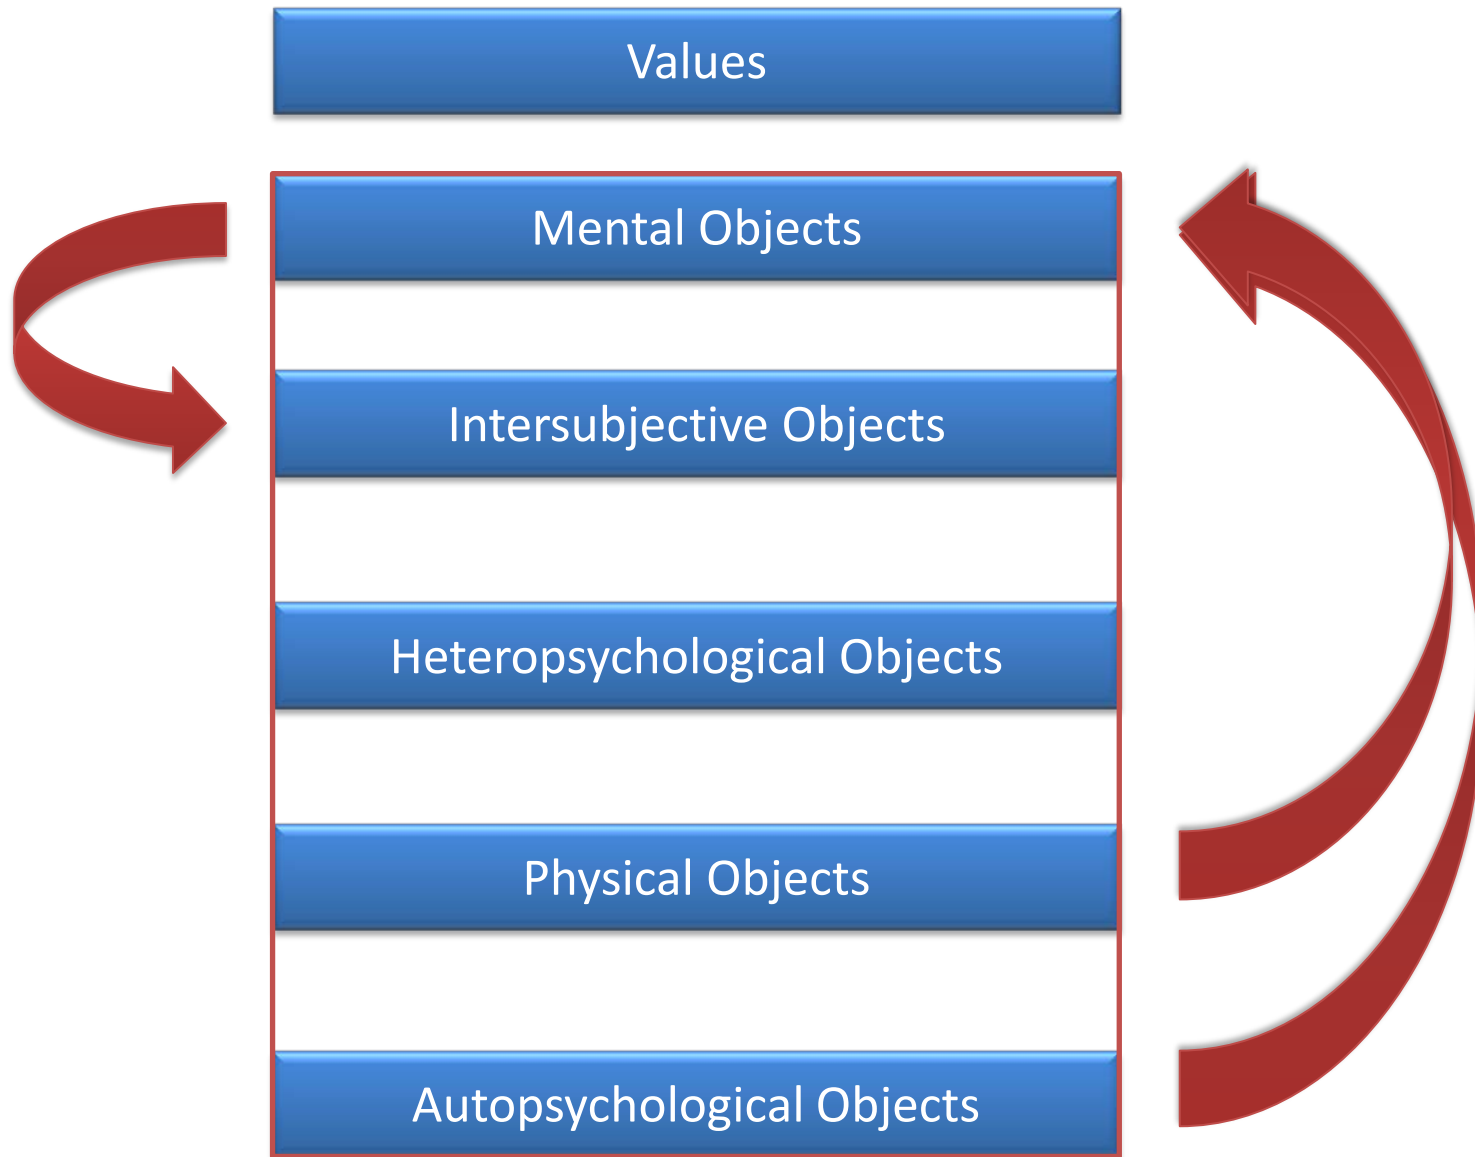 Values
Mental Objects
Intersubjective Objects
Heteropsychological Objects
Physical Objects
Autopsychological Objects